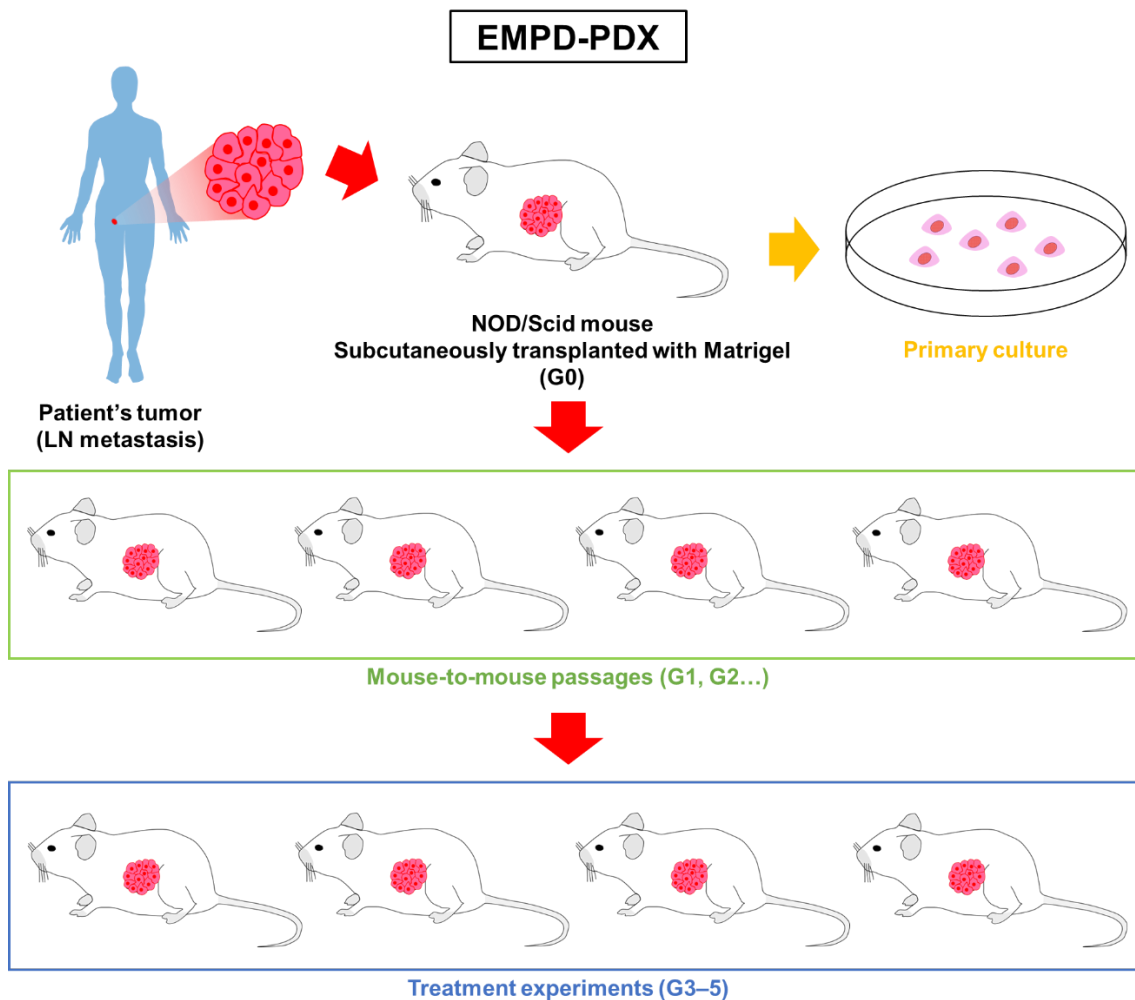 EMPD-PDX
NOD/Scid mouse
Subcutaneously transplanted with Matrigel
(G0)
Primary culture
Patient’s tumor
(LN metastasis)
Mouse-to-mouse passages (G1, G2…)
Treatment experiments (G3–5)